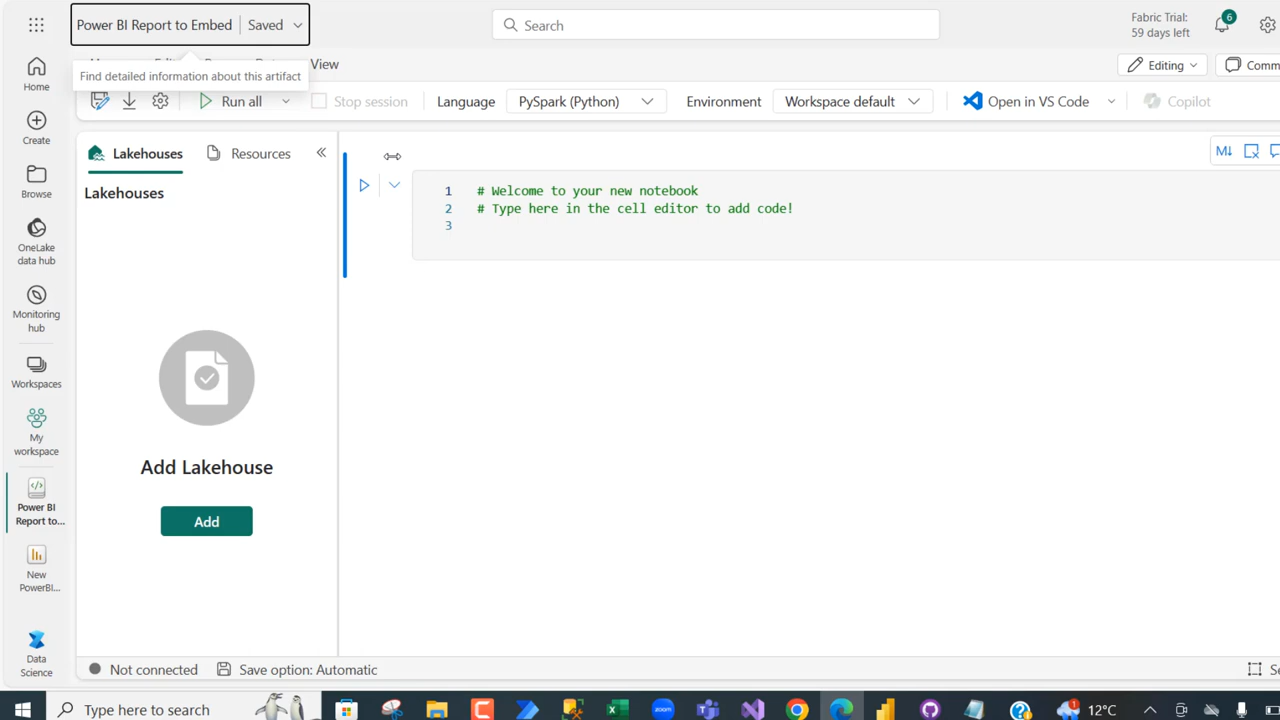 Power BI Report to Embed
Saved
Search
Fabric Trial:
59 days left
6
Find detailed information about this artifact
View
Editing
Comm
Run all
Stop session
Language
PySpark (Python)
Environment
Workspace default
Open in VS Code
Copilot
Home
Create
Browse
OneLake
data hub
Monitoring
hub
Workspaces
My
workspace
Power BI
Report to...
New
PowerBI...
Data
Science
Lakehouses
Resources
Lakehouses
Add Lakehouse
Add
M↓
1 # Welcome to your new notebook
2 # Type here in the cell editor to add code!
3
Not connected
Save option: Automatic
Se
Type here to search
zoom
12°C